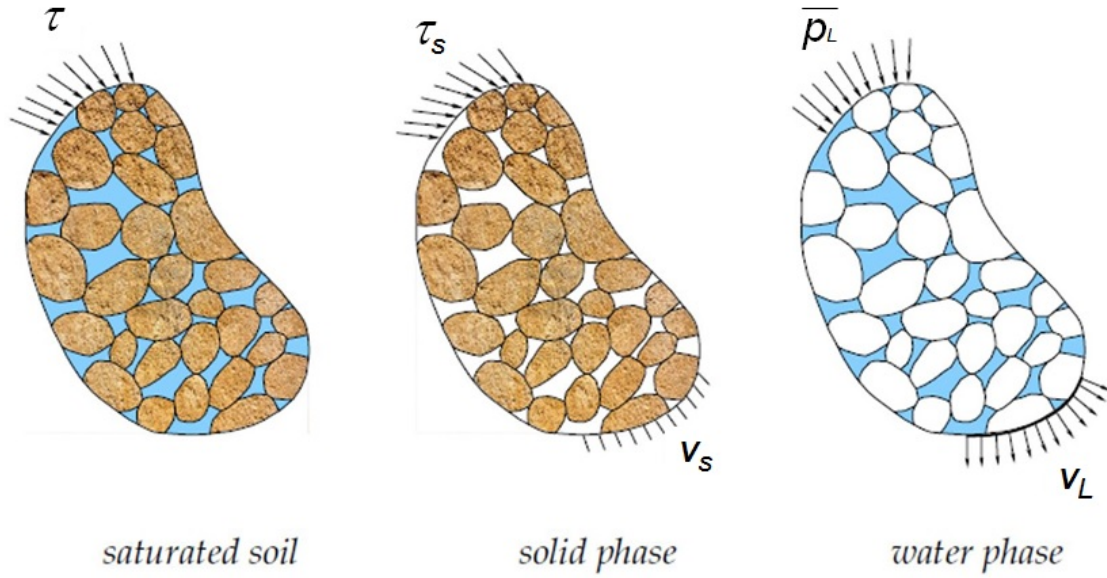 τ
τs
pL
vs
vL
saturated soil
solid phase
water phase